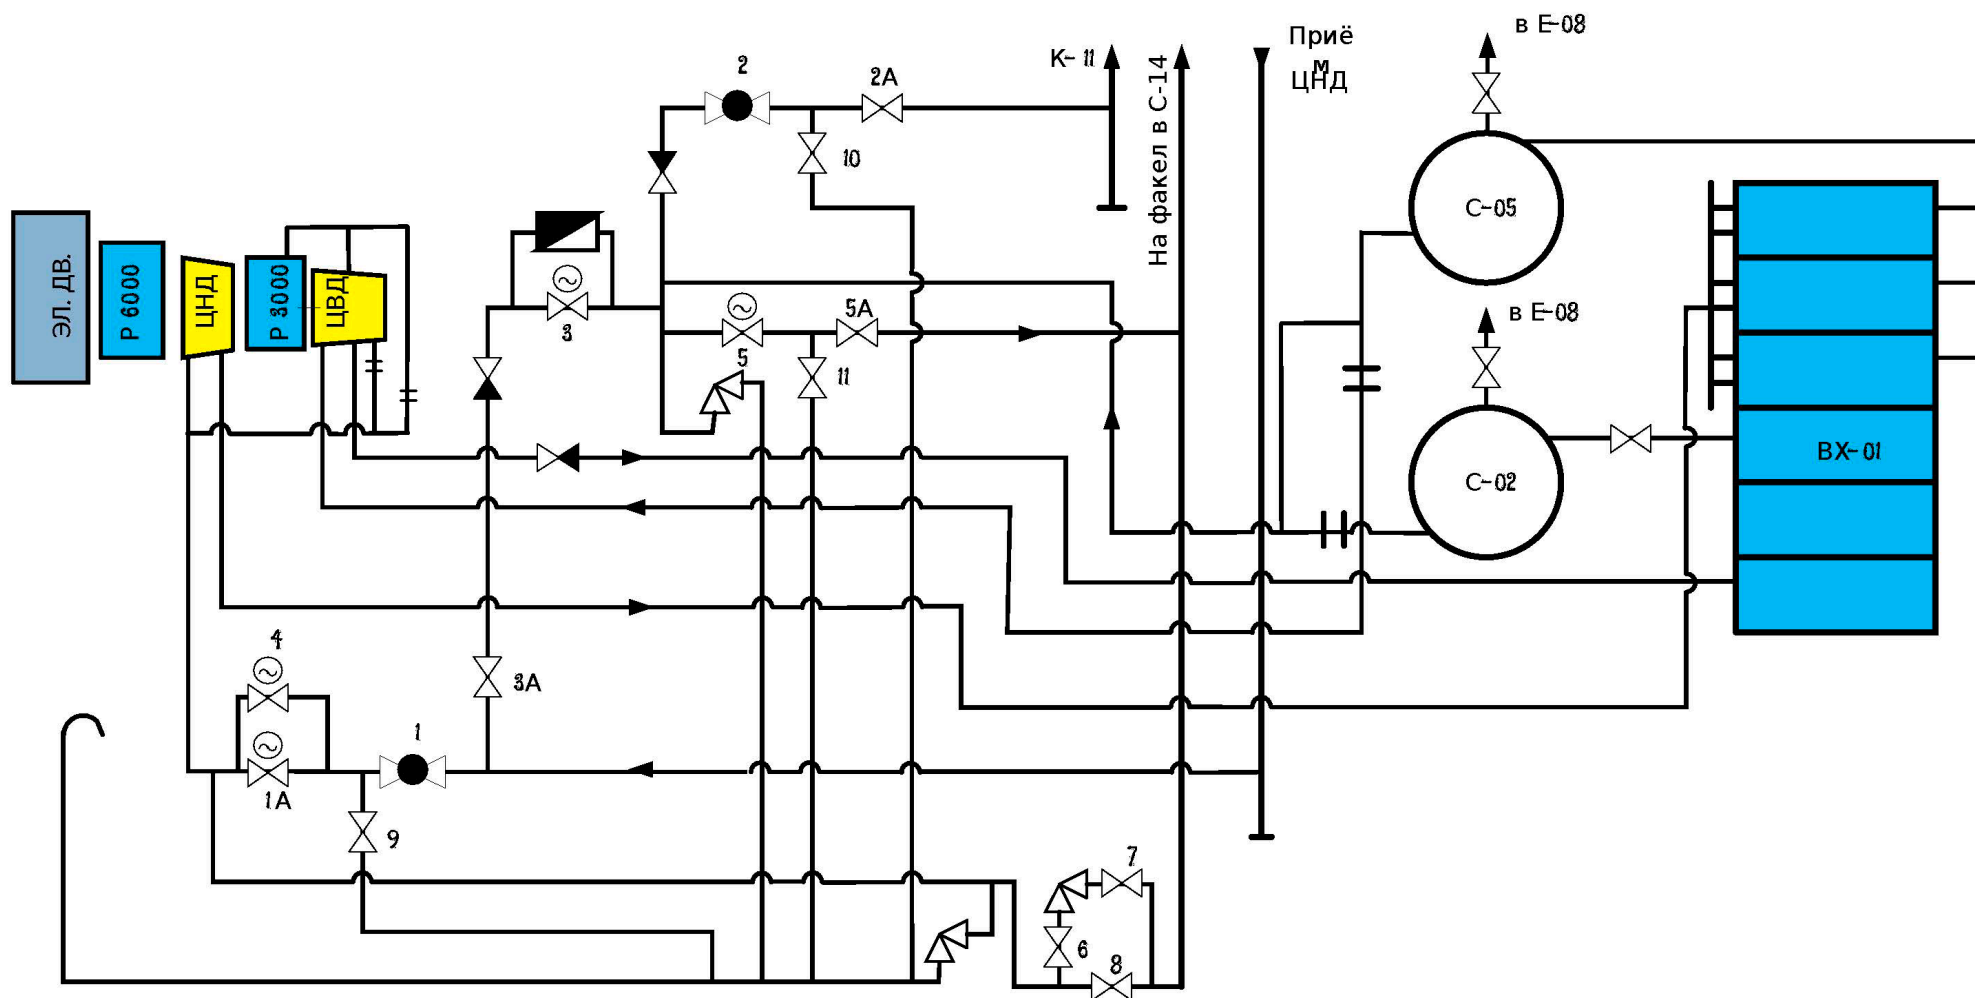 в Е-08
Приё
м
ЦНД
К-11
На факел в С-14
2
2А
10
С-05
ЭЛ. ДВ.
Р 6000
ЦНД
Р 3000
ЦВД
3
5А
5
11
в Е-08
ВХ-01
С-02
4
3А
1
1А
9
7
6
8